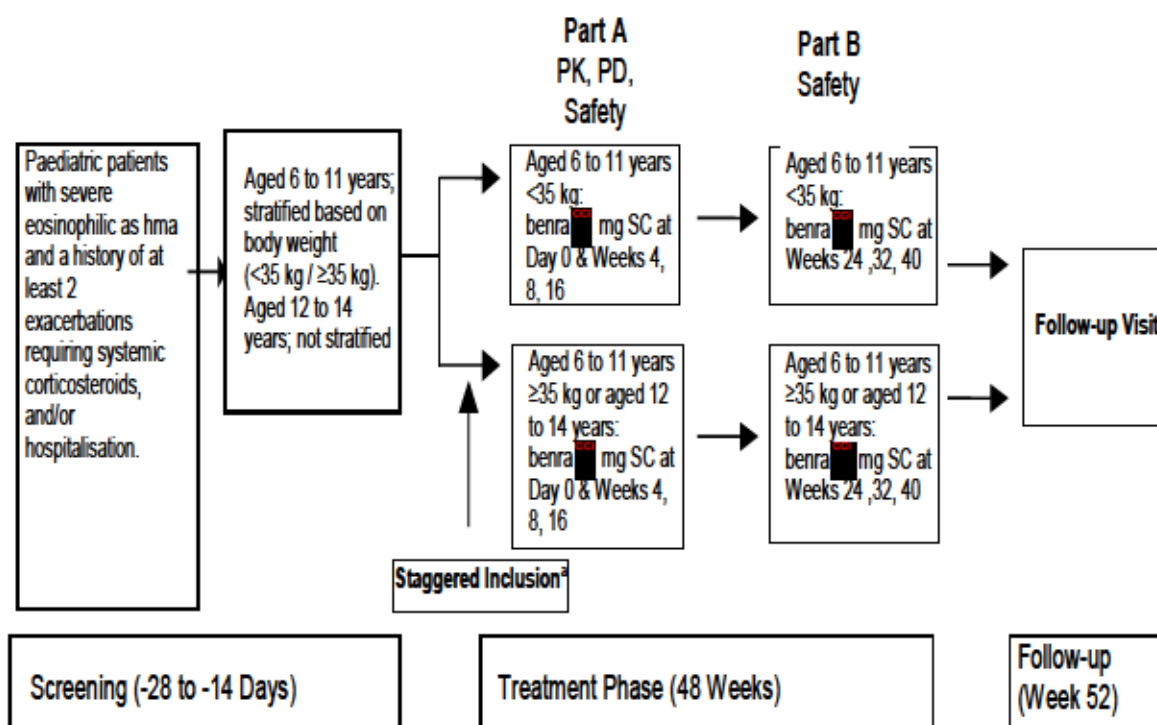 Part A
PK, PD,
Safety
Part B
Safety
Paediatric patients
with severe
eosinophilic as hma
and a history of at
least 2
exacerbations
requiring systemic
corticosteroids,
and/or
hospitalisation.
Aged 6 to 11 years;
stratified based on
body weight
(<35 kg / ≥35 kg).
Aged 12 to 14
years; not stratified
Aged 6 to 11 years
<35 kg:
benra CCI mg SC at
Day 0 & Weeks 4,
8, 16
Aged 6 to 11 years
<35 kg:
benra CCI mg SC at
Weeks 24 ,32, 40
Aged 6 to 11 years
≥35 kg or aged 12
to 14 years:
benra CCI mg SC at
Day 0 & Weeks 4,
8, 16
Aged 6 to 11 years
≥35 kg or aged 12
to 14 years:
benra CCI mg SC at
Weeks 24 ,32, 40
Follow-up Visit
Staggered Inclusionª
Screening (-28 to -14 Days)
Treatment Phase (48 Weeks)
Follow-up
(Week 52)